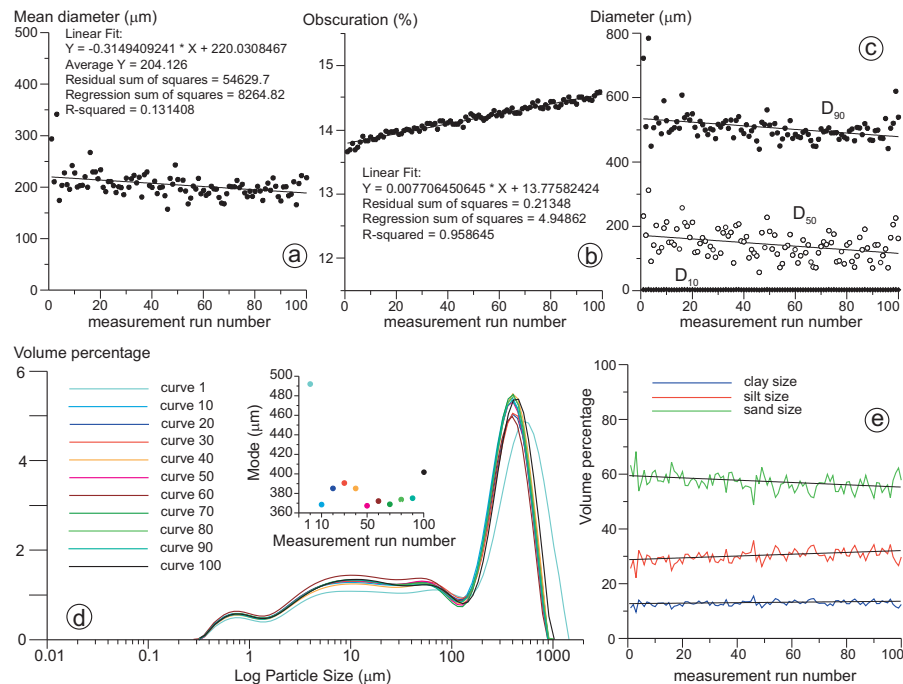 Mean diameter (µm)
500
400
300
200
100
0
Linear Fit:
Y = -0.3149409241 * X + 220.0308467
Average Y = 204.126
Residual sum of squares = 54629.7
Regression sum of squares = 8264.82
R-squared = 0.131408
a
0 20 40 60 80 100
measurement run number
Obscuration (%)
15
14
13
12
Linear Fit:
Y = 0.007706450645 * X + 13.77582424
Residual sum of squares = 0.21348
Regression sum of squares = 4.94862
R-squared = 0.958645
b
0 20 40 60 80 100
measurement run number
Diameter (µm)
800
600
400
200
0
c
D90
D50
D10
0 20 40 60 80 100
measurement run number
Volume percentage
6
4
2
0
curve 1
curve 10
curve 20
curve 30
curve 40
curve 50
curve 60
curve 70
curve 80
curve 90
curve 100
d
0.01 0.1 1 10 100 1000
Log Particle Size (µm)
Mode (µm)
500
480
460
440
420
400
380
360
1 10 50 100
Measurement run number
Volume percentage
100
80
60
40
20
0
clay size
silt size
sand size
e
0 20 40 60 80 100
measurement run number